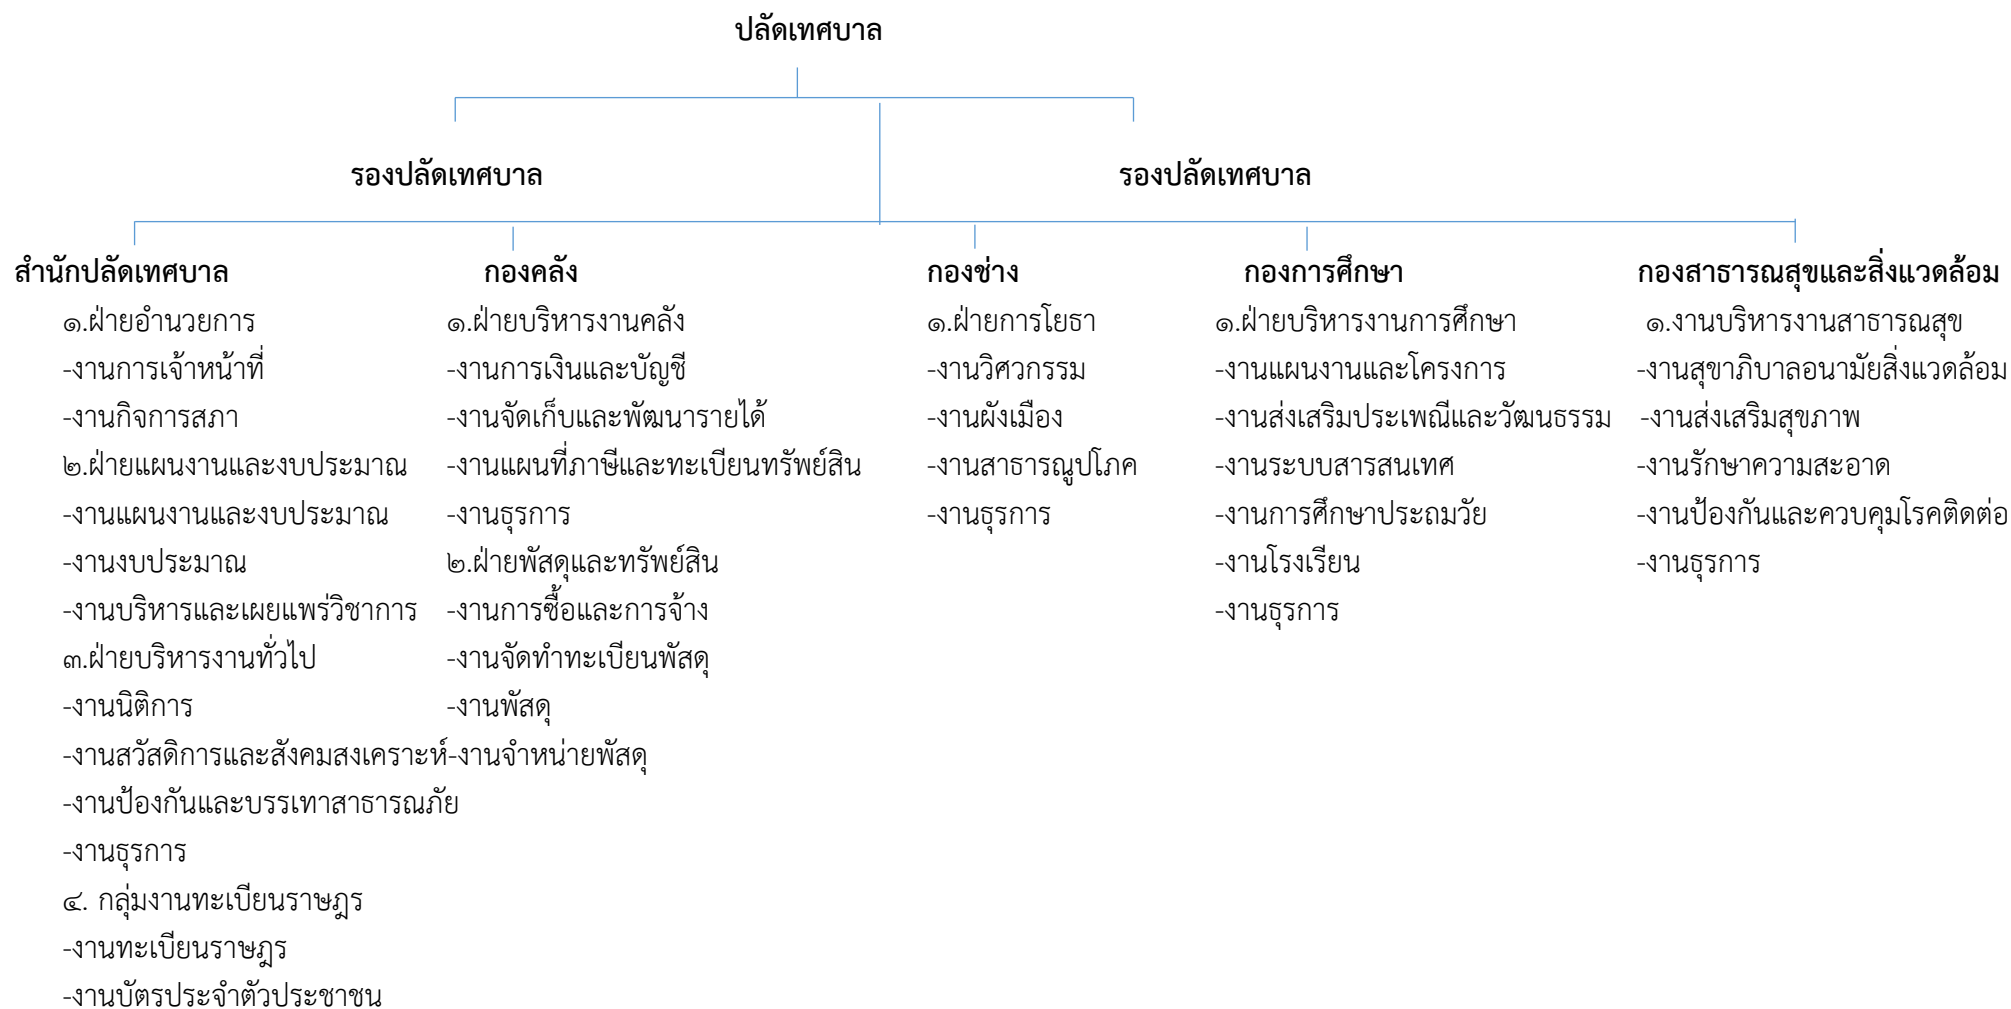 ปลัดเทศบาล
รองปลัดเทศบาล
รองปลัดเทศบาล
สำนักปลัดเทศบาล
๑.ฝ่ายอำนวยการ
-งานการเจ้าหน้าที่
-งานกิจการสภา
๒.ฝ่ายแผนงานและงบประมาณ
-งานแผนงานและงบประมาณ
-งานงบประมาณ
-งานบริหารและเผยแพร่วิชาการ
๓.ฝ่ายบริหารงานทั่วไป
-งานนิติการ
-งานสวัสดิการและสังคมสงเคราะห์
-งานป้องกันและบรรเทาสาธารณภัย
-งานธุรการ
๔. กลุ่มงานทะเบียนราษฎร
-งานทะเบียนราษฎร
-งานบัตรประจำตัวประชาชน
กองคลัง
๑.ฝ่ายบริหารงานคลัง
-งานการเงินและบัญชี
-งานจัดเก็บและพัฒนารายได้
-งานแผนที่ภาษีและทะเบียนทรัพย์สิน
-งานธุรการ
๒.ฝ่ายพัสดุและทรัพย์สิน
-งานการซื้อและการจ้าง
-งานจัดทำทะเบียนพัสดุ
-งานพัสดุ
-งานจำหน่ายพัสดุ
กองช่าง
๑.ฝ่ายการโยธา
-งานวิศวกรรม
-งานผังเมือง
-งานสาธารณูปโภค
-งานธุรการ
กองการศึกษา
๑.ฝ่ายบริหารงานการศึกษา
-งานแผนงานและโครงการ
-งานส่งเสริมประเพณีและวัฒนธรรม
-งานระบบสารสนเทศ
-งานการศึกษาประถมวัย
-งานโรงเรียน
-งานธุรการ
กองสาธารณสุขและสิ่งแวดล้อม
๑.งานบริหารงานสาธารณสุข
-งานสุขาภิบาลอนามัยสิ่งแวดล้อม
-งานส่งเสริมสุขภาพ
-งานรักษาความสะอาด
-งานป้องกันและควบคุมโรคติดต่อ
-งานธุรการ